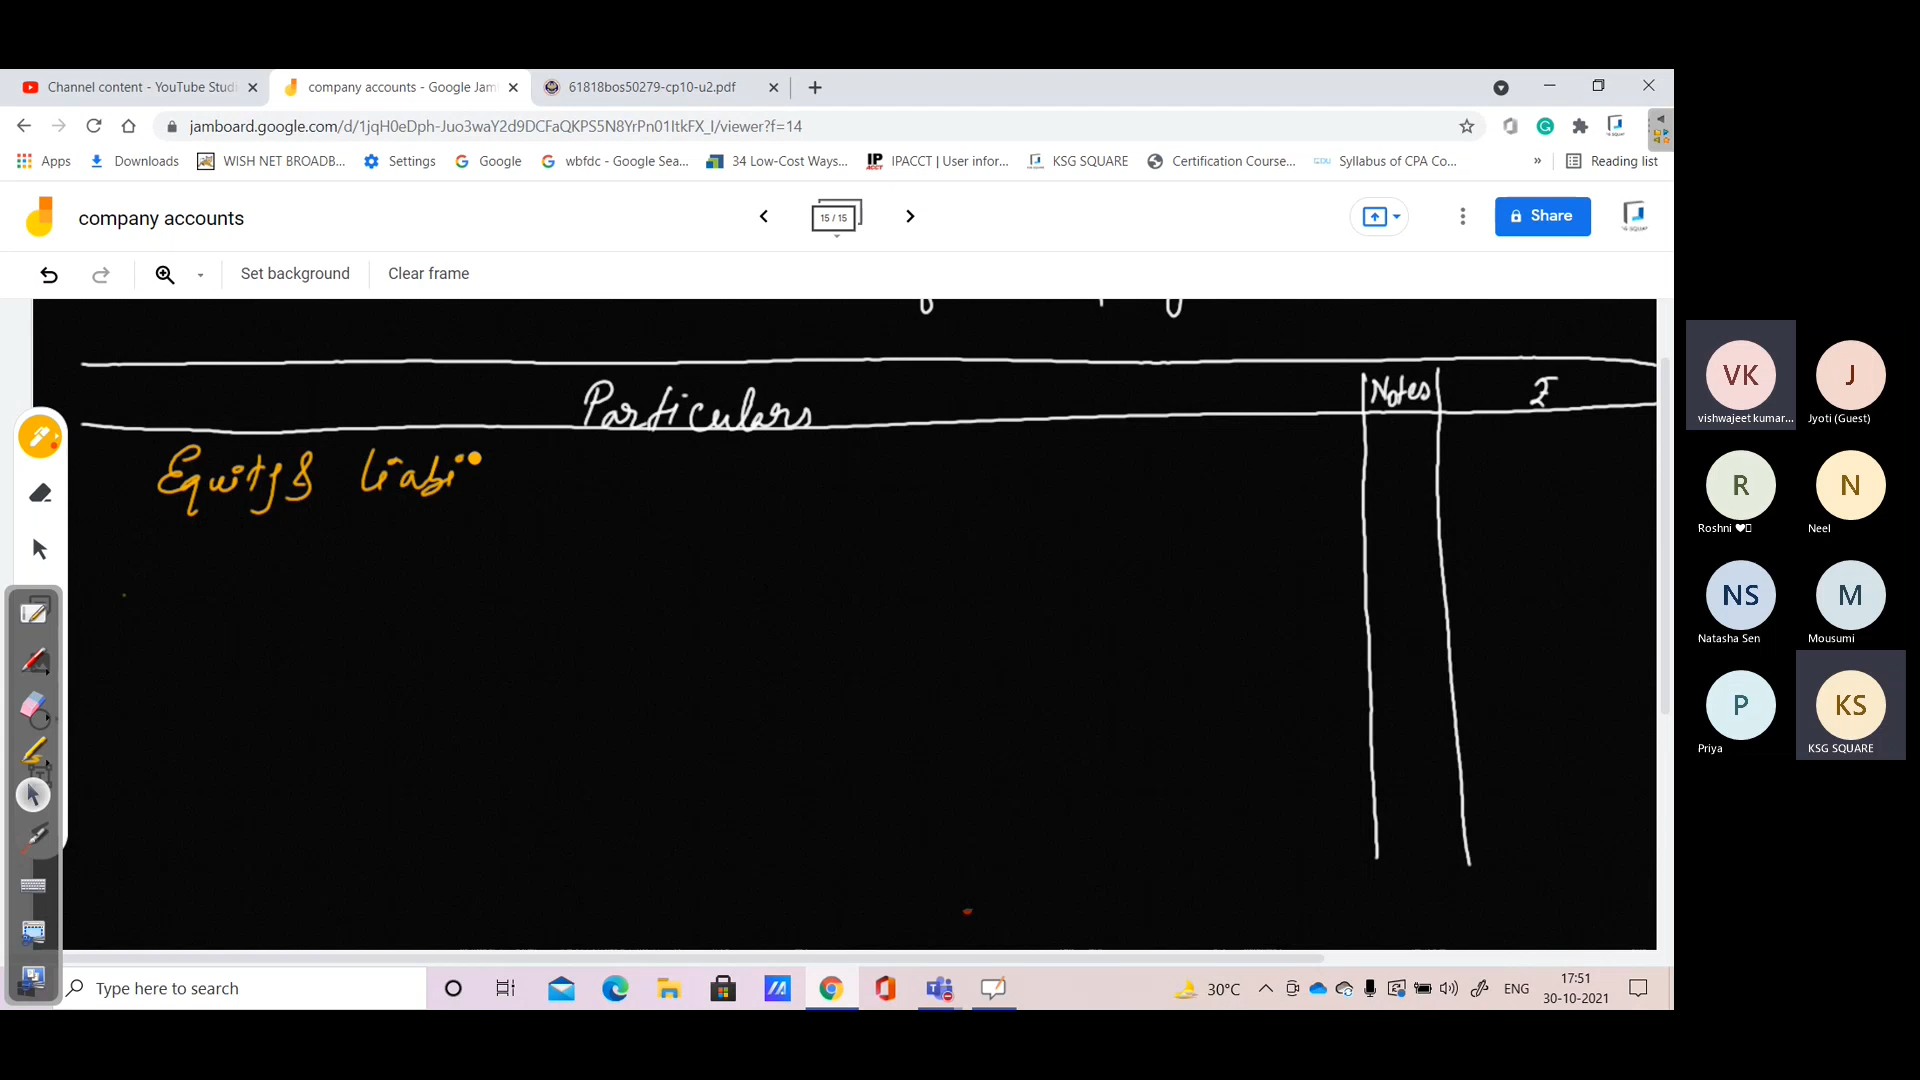 Channel content - YouTube Studi
company accounts - Google Jam
61818bos50279-cp10-u2.pdf
jamboard.google.com/d/1jqH0eDph-Juo3waY2d9DCFaQKPS5N8YrPn01ItkFX_I/viewer?f=14
Apps Downloads WISH NET BROADB... Settings Google wbfdc - Google Sea... 34 Low-Cost Ways... IPACCT | User infor... KSG SQUARE Certification Course... Syllabus of CPA Co... » Reading list
company accounts
15 / 15
Share
Set background Clear frame
Particulars Notes ₹
Equity & liabi
VK J
vishwajeet kumar... Jyoti (Guest)
R N
Roshni Neel
NS M
Natasha Sen Mousumi
P KS
Priya KSG SQUARE
Type here to search
30°C ENG
17:51
30-10-2021